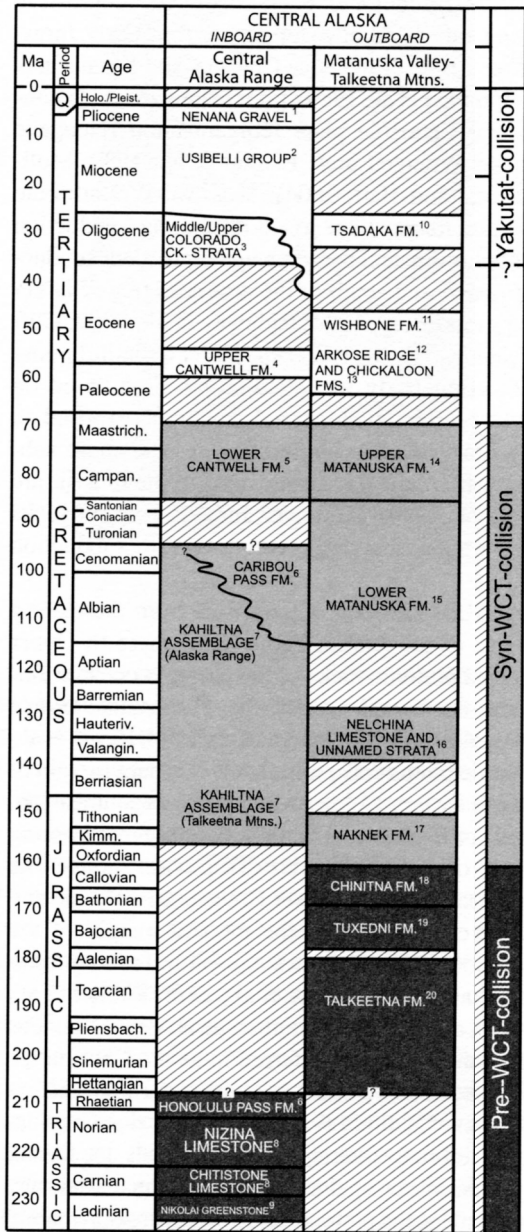 CENTRAL ALASKA
INBOARD
OUTBOARD
Ma
Period
Age
Central
Alaska Range
Matanuska Valley-
Talkeetna Mtns.
0
10
20
30
40
50
60
70
80
90
100
110
120
130
140
150
160
170
180
190
200
210
220
230
Q
TERTIARY
CRETACEOUS
JURASSIC
TRIASSIC
Holo./Pleist.
Pliocene
Miocene
Oligocene
Eocene
Paleocene
Maastrich.
Campan.
Santonian
Coniacian
Turonian
Cenomanian
Albian
Aptian
Barremian
Hauteriv.
Valangin.
Berriasian
Tithonian
Kimm.
Oxfordian
Callovian
Bathonian
Bajocian
Aalenian
Toarcian
Pliensbach.
Sinemurian
Hettangian
Rhaetian
Norian
Carnian
Ladinian
NENANA GRAVEL1
USIBELLI GROUP2
Middle/Upper
COLORADO
CK. STRATA3
UPPER
CANTWELL FM.4
LOWER
CANTWELL FM.5
?
?
CARIBOU
PASS FM.6
KAHILTNA
ASSEMBLAGE7
(Alaska Range)
KAHILTNA
ASSEMBLAGE7
(Talkeetna Mtns.)
?
HONOLULU PASS FM.6
NIZINA
LIMESTONE8
CHITISTONE
LIMESTONE8
NIKOLAI GREENSTONE9
TSADAKA FM.10
WISHBONE FM.11
ARKOSE RIDGE12
AND CHICKALOON
FMS.13
UPPER
MATANUSKA FM.14
LOWER
MATANUSKA FM.15
NELCHINA
LIMESTONE AND
UNNAMED STRATA16
NAKNEK FM.17
CHINITNA FM.18
TUXEDNI FM.19
TALKEETNA FM.20
?
Yakutat-collision
?
Syn-WCT-collision
Pre--WCT-collision